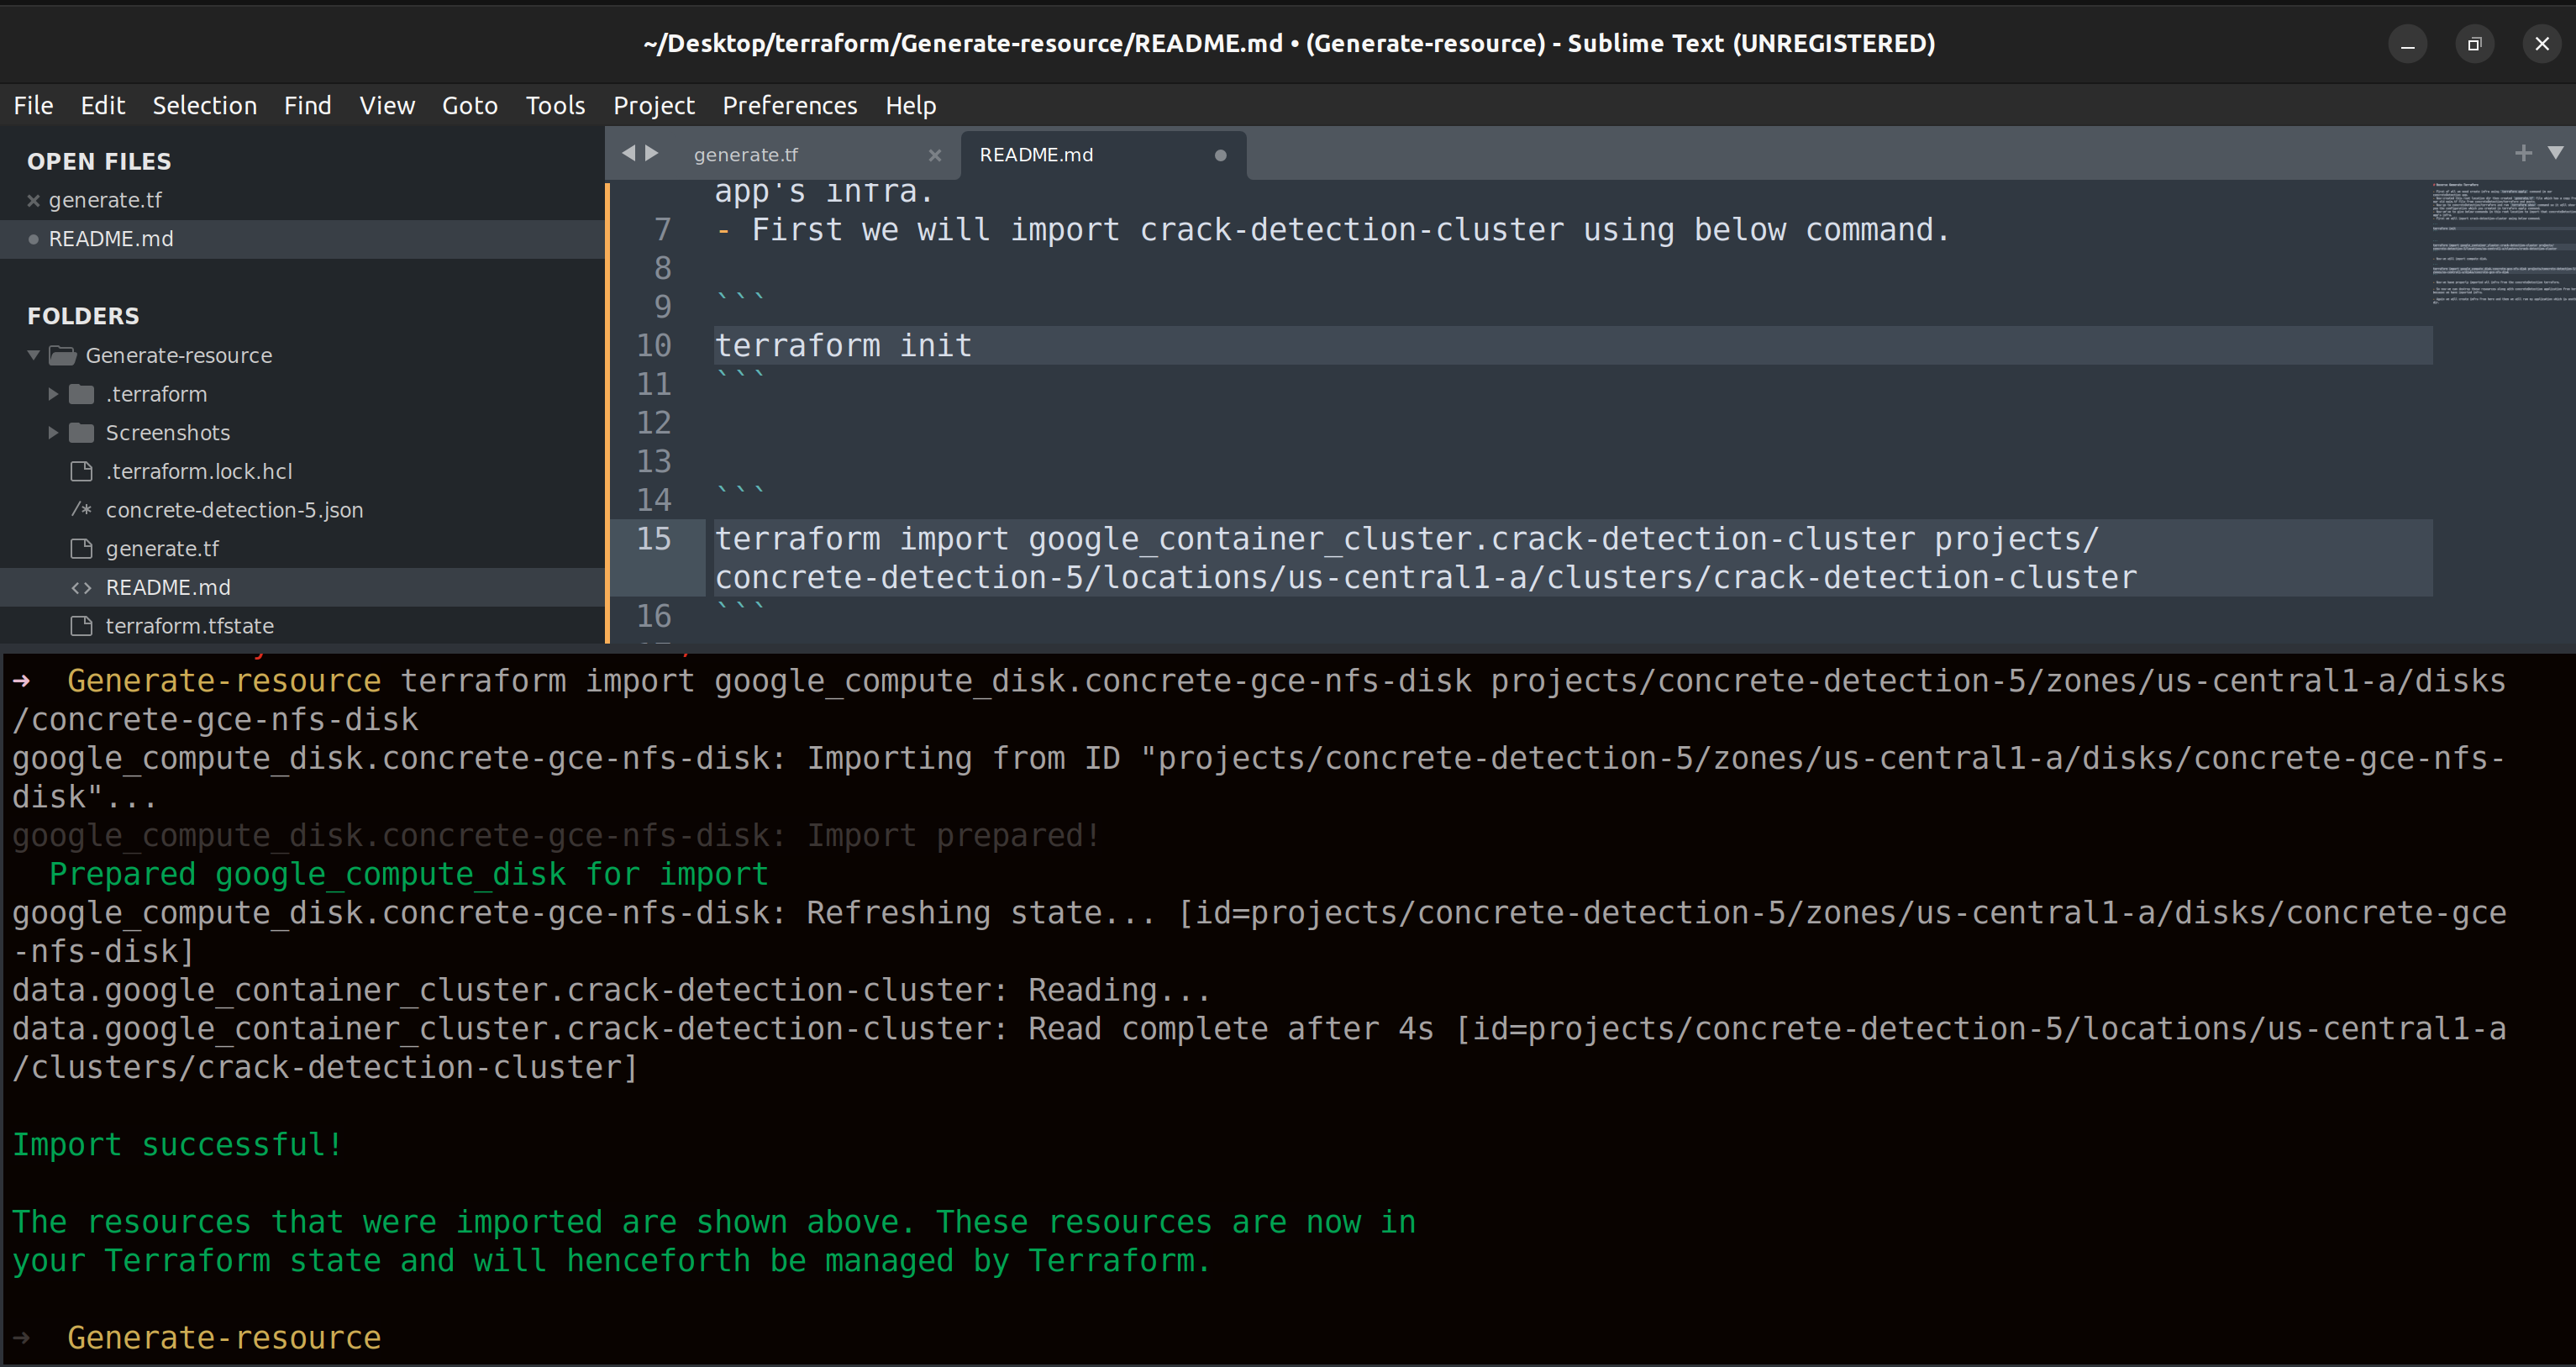 ~/Desktop/terraform/Generate-resource/README.md • (Generate-resource) - Sublime Text (UNREGISTERED)
File Edit Selection Find View Goto Tools Project Preferences Help
OPEN FILES
generate.tf
README.md
FOLDERS
Generate-resource
.terraform
Screenshots
.terraform.lock.hcl
/* concrete-detection-5.json
generate.tf
<> README.md
terraform.tfstate
generate.tf
README.md
app's infra.
7 - First we will import crack-detection-cluster using below command.
8
9 ```
10 terraform init
11 ```
12
13
14 ```
15 terraform import google_container_cluster.crack-detection-cluster projects/
concrete-detection-5/locations/us-central1-a/clusters/crack-detection-cluster
16 ```
➜ Generate-resource terraform import google_compute_disk.concrete-gce-nfs-disk projects/concrete-detection-5/zones/us-central1-a/disks
/concrete-gce-nfs-disk
google_compute_disk.concrete-gce-nfs-disk: Importing from ID "projects/concrete-detection-5/zones/us-central1-a/disks/concrete-gce-nfs-
disk"...
google_compute_disk.concrete-gce-nfs-disk: Import prepared!
Prepared google_compute_disk for import
google_compute_disk.concrete-gce-nfs-disk: Refreshing state... [id=projects/concrete-detection-5/zones/us-central1-a/disks/concrete-gce
-nfs-disk]
data.google_container_cluster.crack-detection-cluster: Reading...
data.google_container_cluster.crack-detection-cluster: Read complete after 4s [id=projects/concrete-detection-5/locations/us-central1-a
/clusters/crack-detection-cluster]
Import successful!
The resources that were imported are shown above. These resources are now in
your Terraform state and will henceforth be managed by Terraform.
➜ Generate-resource